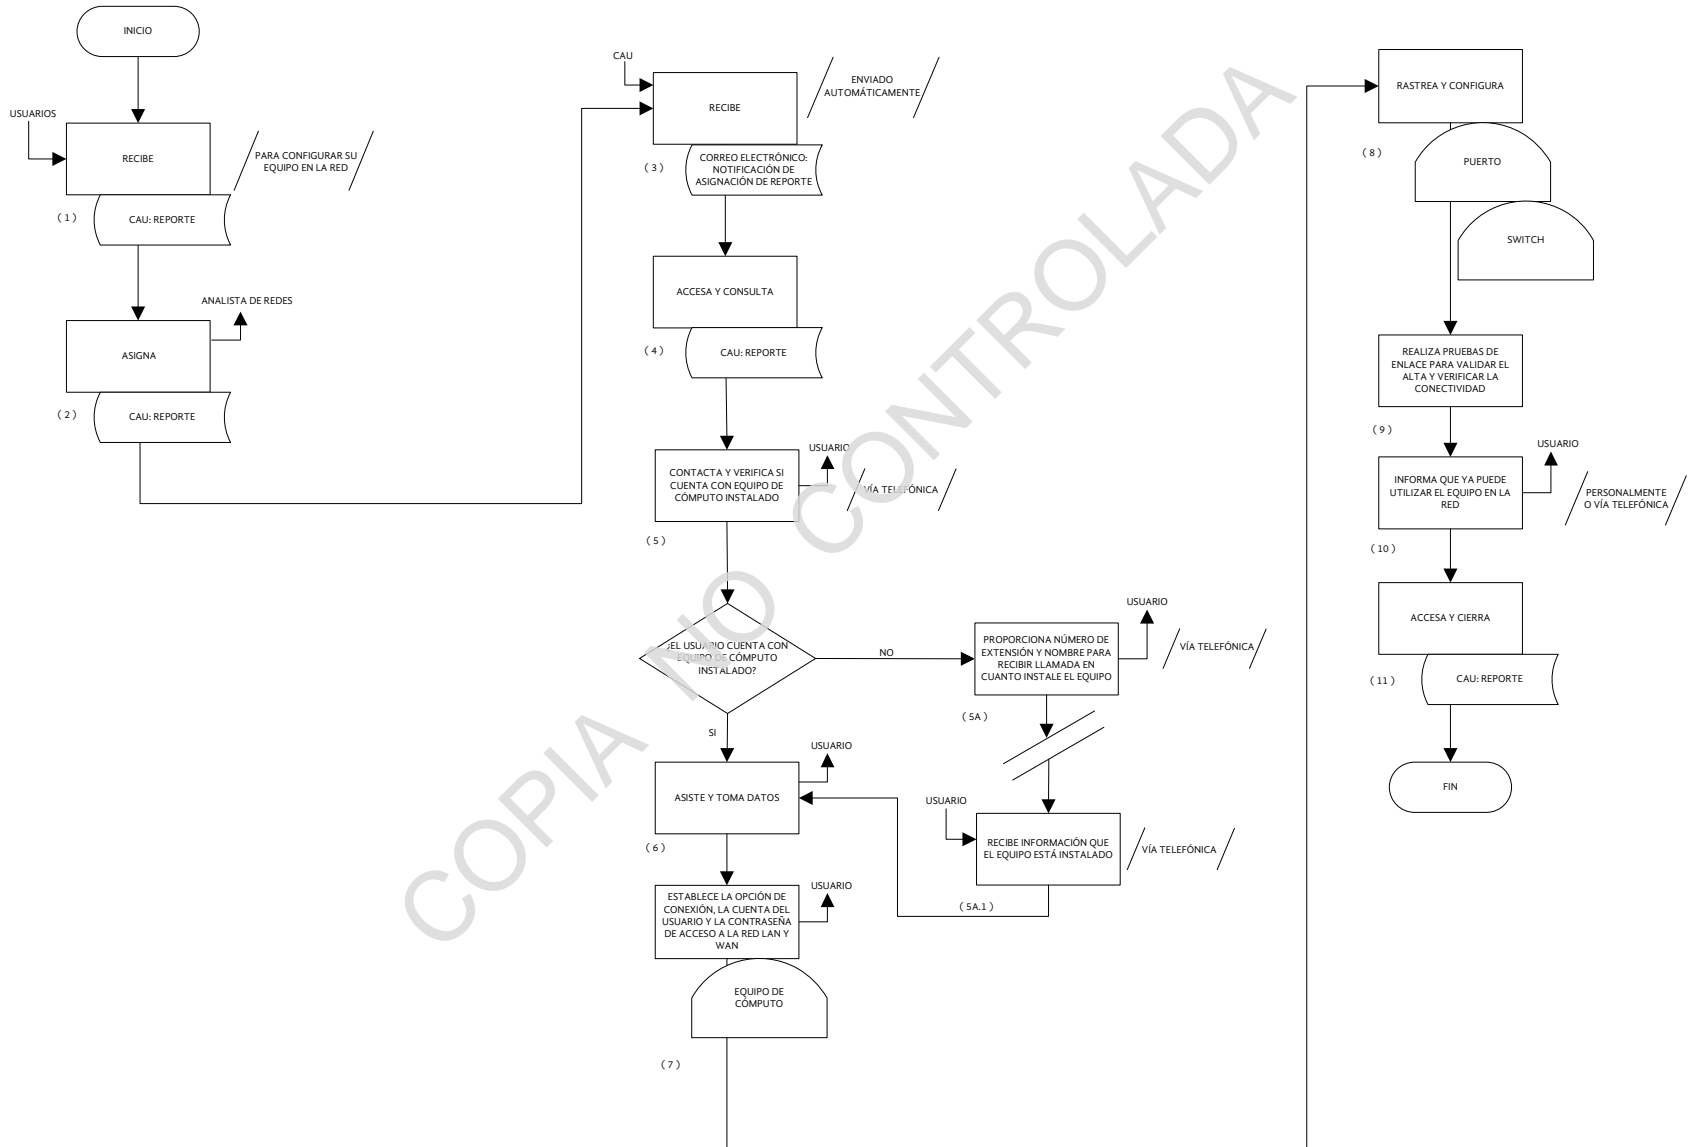 INICIO
USUARIOS
RECIBE
PARA CONFIGURAR SU
EQUIPO EN LA RED
( 1 )
CAU: REPORTE
ANALISTA DE REDES
ASIGNA
( 2 )
CAU: REPORTE
CAU
RECIBE
ENVIADO
AUTOMÁTICAMENTE
( 3 )
CORREO ELECTRÓNICO:
NOTIFICACIÓN DE
ASIGNACIÓN DE REPORTE
ACCESA Y CONSULTA
( 4 )
CAU: REPORTE
USUARIO
CONTACTA Y VERIFICA SI
CUENTA CON EQUIPO DE
CÓMPUTO INSTALADO
VÍA TELEFÓNICA
( 5 )
¿EL USUARIO CUENTA CON
EQUIPO DE CÓMPUTO
INSTALADO?
NO
SI
USUARIO
PROPORCIONA NÚMERO DE
EXTENSIÓN Y NOMBRE PARA
RECIBIR LLAMADA EN
CUANTO INSTALE EL EQUIPO
VÍA TELEFÓNICA
( 5A )
USUARIO
ASISTE Y TOMA DATOS
( 6 )
USUARIO
RECIBE INFORMACIÓN QUE
EL EQUIPO ESTÁ INSTALADO
VÍA TELEFÓNICA
( 5A.1 )
USUARIO
ESTABLECE LA OPCIÓN DE
CONEXIÓN, LA CUENTA DEL
USUARIO Y LA CONTRASEÑA
DE ACCESO A LA RED LAN Y
WAN
EQUIPO DE
CÓMPUTO
( 7 )
RASTREA Y CONFIGURA
( 8 )
PUERTO
SWITCH
REALIZA PRUEBAS DE
ENLACE PARA VALIDAR EL
ALTA Y VERIFICAR LA
CONECTIVIDAD
( 9 )
USUARIO
INFORMA QUE YA PUEDE
UTILIZAR EL EQUIPO EN LA
RED
PERSONALMENTE
O VÍA TELEFÓNICA
( 10 )
ACCESA Y CIERRA
( 11 )
CAU: REPORTE
FIN
COPIA NO CONTROLADA